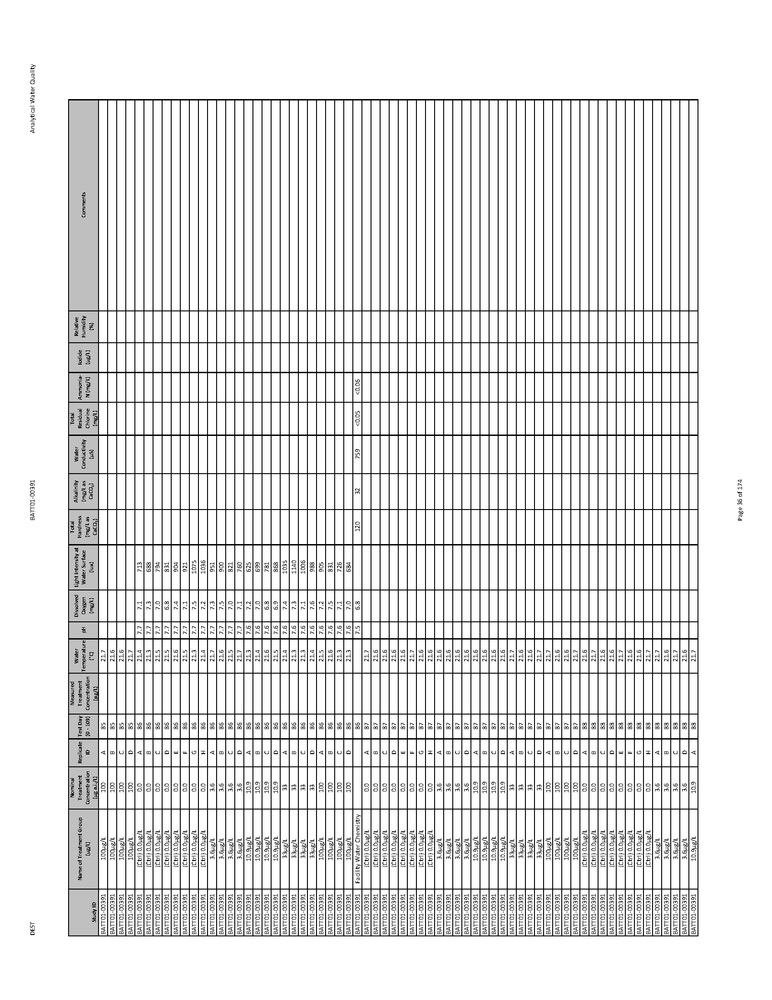 DEST BATT01-00391 Analytical Water Quality
Study ID | Name of Treatment Group (µg/L) | Nominal Treatment Concentration (µg a.i./L) | Replicate ID | Test Day (0 - 109) | Measured Treatment Concentration (µg/L) | Water Temperature (°C) | pH | Dissolved Oxygen (mg/L) | Light Intensity at Water Surface (lux) | Total Hardness (mg/L as CaCO₃) | Alkalinity (mg/L as CaCO₃) | Water Conductivity (µS) | Total Residual Chlorine (mg/L) | Ammonia-N (mg/L) | Iodide (µg/L) | Relative Humidity (%) | Comments
BATT01-00391 100µg/L 100 A 85 21.7
BATT01-00391 100µg/L 100 B 85 21.6
BATT01-00391 100µg/L 100 C 85 21.6
BATT01-00391 100µg/L 100 D 85 21.7
BATT01-00391 (Ctrl) 0.0µg/L 0.0 A 86 21.4 7.7 7.1 713
BATT01-00391 (Ctrl) 0.0µg/L 0.0 B 86 21.3 7.7 7.3 688
BATT01-00391 (Ctrl) 0.0µg/L 0.0 C 86 21.5 7.7 7.0 794
BATT01-00391 (Ctrl) 0.0µg/L 0.0 D 86 21.5 7.7 6.8 831
BATT01-00391 (Ctrl) 0.0µg/L 0.0 E 86 21.6 7.7 7.4 904
BATT01-00391 (Ctrl) 0.0µg/L 0.0 F 86 21.5 7.7 7.1 921
BATT01-00391 (Ctrl) 0.0µg/L 0.0 G 86 21.3 7.7 7.5 1075
BATT01-00391 (Ctrl) 0.0µg/L 0.0 H 86 21.4 7.7 7.2 1036
BATT01-00391 3.6µg/L 3.6 A 86 21.7 7.7 7.3 951
BATT01-00391 3.6µg/L 3.6 B 86 21.6 7.7 7.5 900
BATT01-00391 3.6µg/L 3.6 C 86 21.5 7.7 7.0 821
BATT01-00391 3.6µg/L 3.6 D 86 21.7 7.7 7.1 760
BATT01-00391 10.9µg/L 10.9 A 86 21.3 7.6 7.2 625
BATT01-00391 10.9µg/L 10.9 B 86 21.4 7.6 7.0 699
BATT01-00391 10.9µg/L 10.9 C 86 21.6 7.6 6.8 781
BATT01-00391 10.9µg/L 10.9 D 86 21.5 7.6 6.9 868
BATT01-00391 33µg/L 33 A 86 21.4 7.6 7.4 1035
BATT01-00391 33µg/L 33 B 86 21.3 7.6 7.3 1140
BATT01-00391 33µg/L 33 C 86 21.3 7.6 7.1 1006
BATT01-00391 33µg/L 33 D 86 21.4 7.6 7.6 988
BATT01-00391 100µg/L 100 A 86 21.5 7.6 7.2 905
BATT01-00391 100µg/L 100 B 86 21.6 7.6 7.5 831
BATT01-00391 100µg/L 100 C 86 21.3 7.6 7.1 726
BATT01-00391 100µg/L 100 D 86 21.3 7.6 7.0 684
BATT01-00391 Facility Water Chemistry 86 7.5 6.8 120 32 759 <0.05 <0.06
BATT01-00391 (Ctrl) 0.0µg/L 0.0 A 87 21.7
BATT01-00391 (Ctrl) 0.0µg/L 0.0 B 87 21.6
BATT01-00391 (Ctrl) 0.0µg/L 0.0 C 87 21.6
BATT01-00391 (Ctrl) 0.0µg/L 0.0 D 87 21.6
BATT01-00391 (Ctrl) 0.0µg/L 0.0 E 87 21.6
BATT01-00391 (Ctrl) 0.0µg/L 0.0 F 87 21.7
BATT01-00391 (Ctrl) 0.0µg/L 0.0 G 87 21.6
BATT01-00391 (Ctrl) 0.0µg/L 0.0 H 87 21.6
BATT01-00391 3.6µg/L 3.6 A 87 21.6
BATT01-00391 3.6µg/L 3.6 B 87 21.6
BATT01-00391 3.6µg/L 3.6 C 87 21.6
BATT01-00391 3.6µg/L 3.6 D 87 21.6
BATT01-00391 10.9µg/L 10.9 A 87 21.6
BATT01-00391 10.9µg/L 10.9 B 87 21.6
BATT01-00391 10.9µg/L 10.9 C 87 21.6
BATT01-00391 10.9µg/L 10.9 D 87 21.6
BATT01-00391 33µg/L 33 A 87 21.7
BATT01-00391 33µg/L 33 B 87 21.6
BATT01-00391 33µg/L 33 C 87 21.6
BATT01-00391 33µg/L 33 D 87 21.7
BATT01-00391 100µg/L 100 A 87 21.7
BATT01-00391 100µg/L 100 B 87 21.6
BATT01-00391 100µg/L 100 C 87 21.6
BATT01-00391 100µg/L 100 D 87 21.7
BATT01-00391 (Ctrl) 0.0µg/L 0.0 A 88 21.6
BATT01-00391 (Ctrl) 0.0µg/L 0.0 B 88 21.7
BATT01-00391 (Ctrl) 0.0µg/L 0.0 C 88 21.6
BATT01-00391 (Ctrl) 0.0µg/L 0.0 D 88 21.6
BATT01-00391 (Ctrl) 0.0µg/L 0.0 E 88 21.7
BATT01-00391 (Ctrl) 0.0µg/L 0.0 F 88 21.6
BATT01-00391 (Ctrl) 0.0µg/L 0.0 G 88 21.6
BATT01-00391 (Ctrl) 0.0µg/L 0.0 H 88 21.7
BATT01-00391 3.6µg/L 3.6 A 88 21.7
BATT01-00391 3.6µg/L 3.6 B 88 21.6
BATT01-00391 3.6µg/L 3.6 C 88 21.7
BATT01-00391 3.6µg/L 3.6 D 88 21.6
BATT01-00391 10.9µg/L 10.9 A 88 21.7
Page 36 of 174